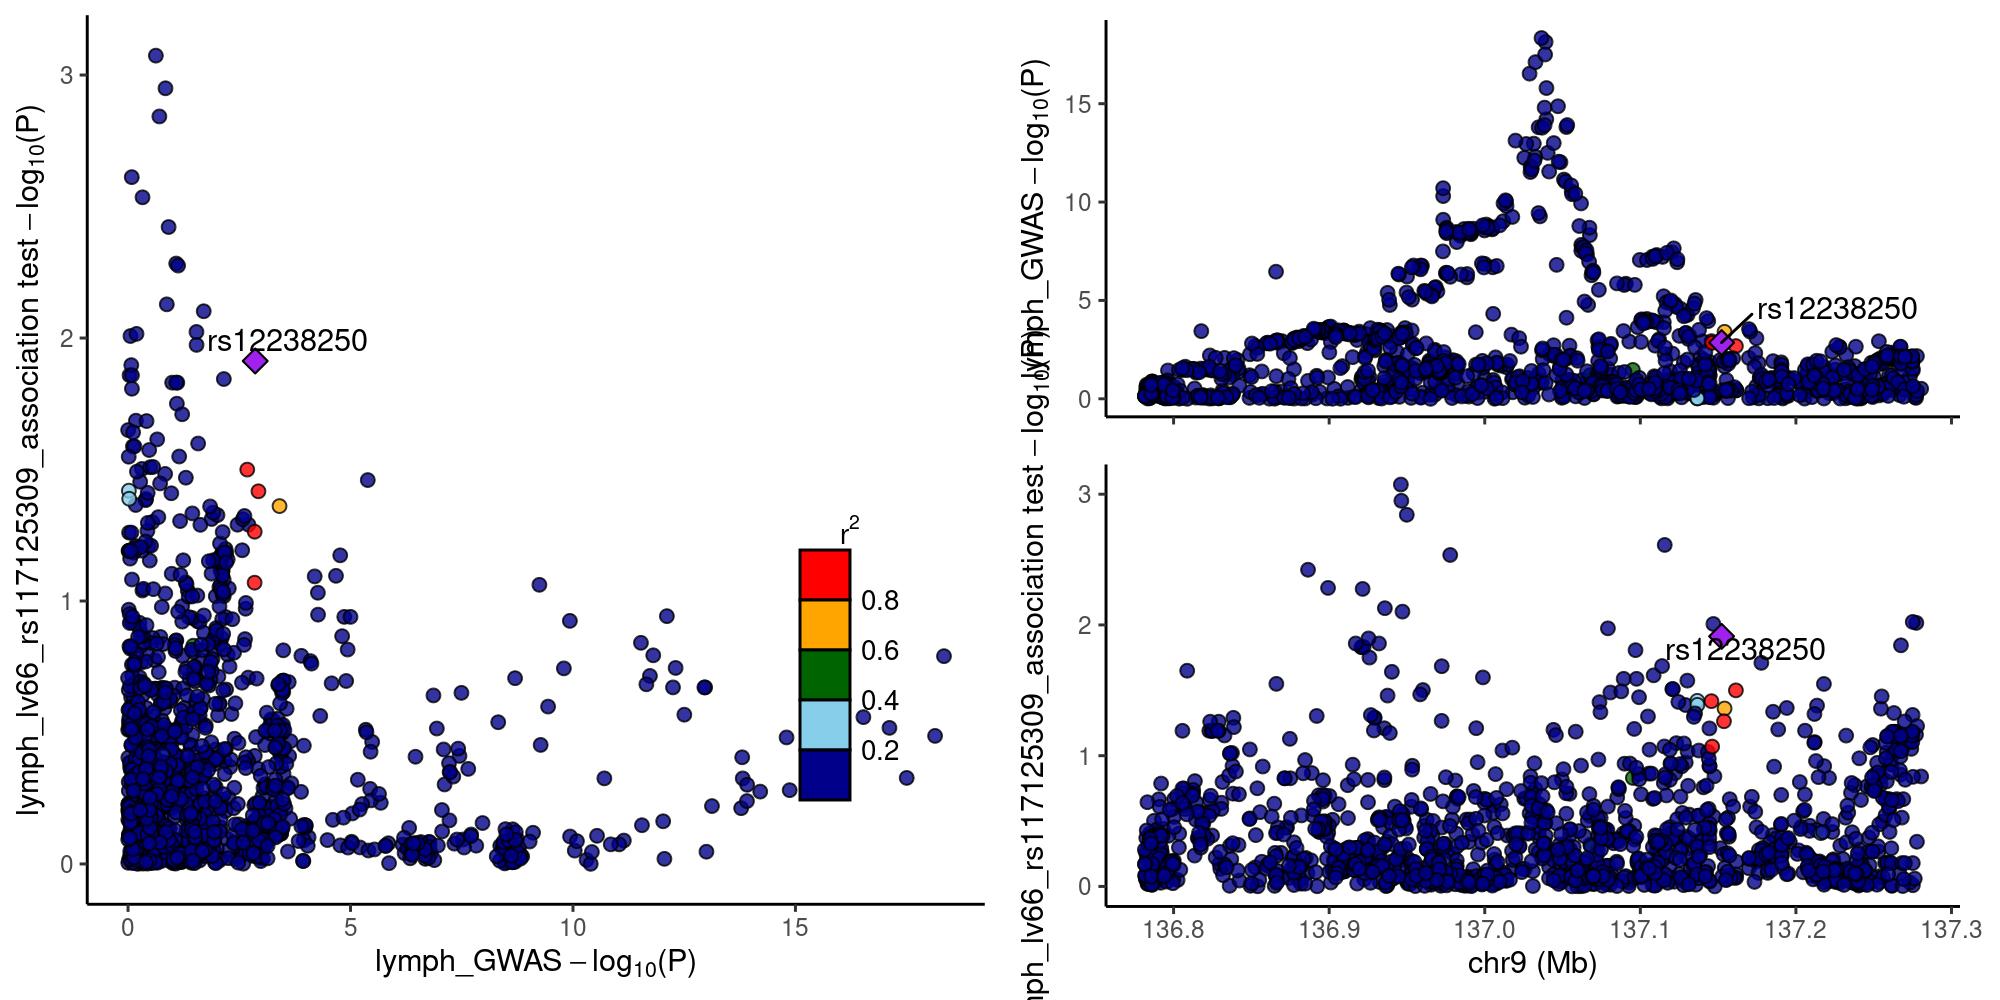 lymph_lv66_rs117125309_association test −log10(P)
3
2
1
0
rs12238250
r2
0.8
0.6
0.4
0.2
0
5
10
15
lymph_GWAS −log10(P)
lymph_GWAS −log10(P)
15
10
5
0
rs12238250
mph_lv66_rs117125309_association test −log10(P)
3
2
1
0
rs12238250
136.8
136.9
137.0
137.1
137.2
137.3
chr9 (Mb)